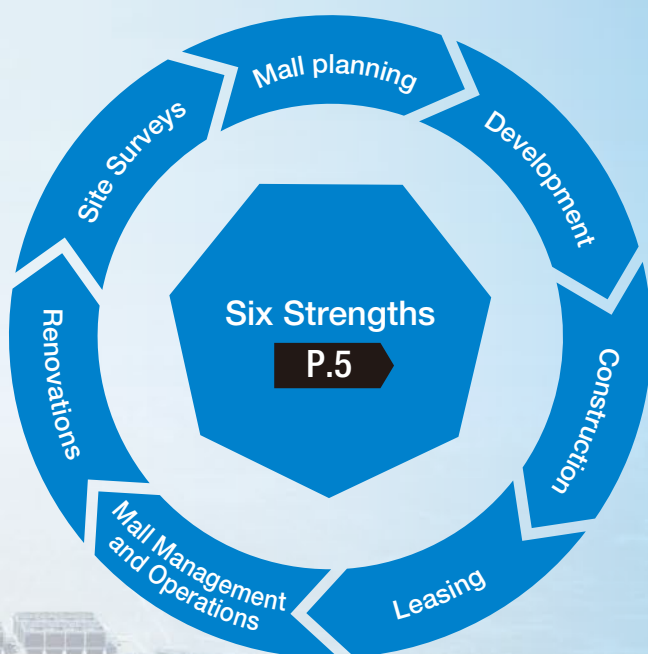 Mall planning
Development
Construction
Leasing
Mall Management
and Operations
Renovations
Site Surveys
Six Strengths
P.5